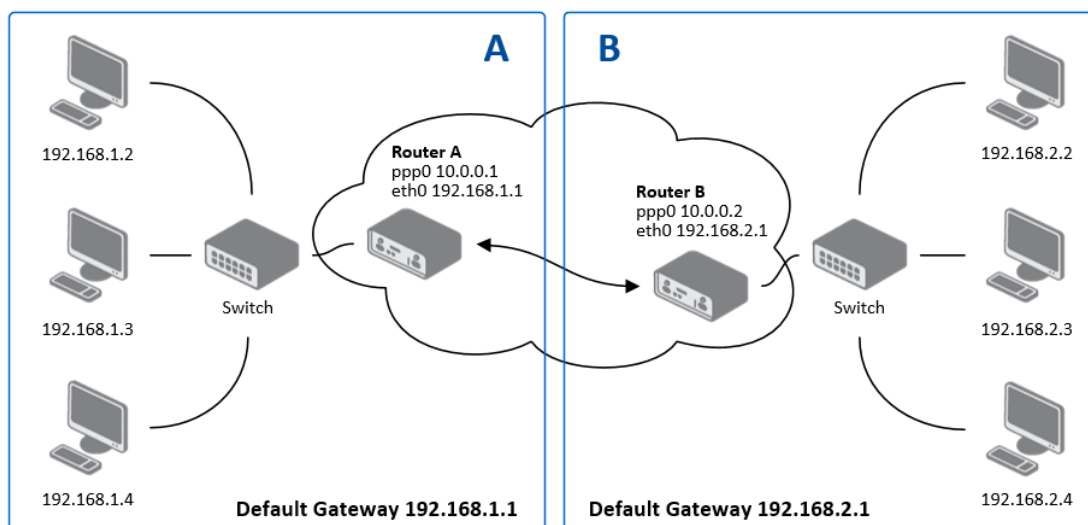 A
B
192.168.1.2
Router A
ppp0 10.0.0.1
eth0 192.168.1.1
192.168.2.2
Router B
ppp0 10.0.0.2
eth0 192.168.2.1
Switch
Switch
192.168.1.3
192.168.2.3
192.168.1.4
Default Gateway 192.168.1.1
Default Gateway 192.168.2.1
192.168.2.4